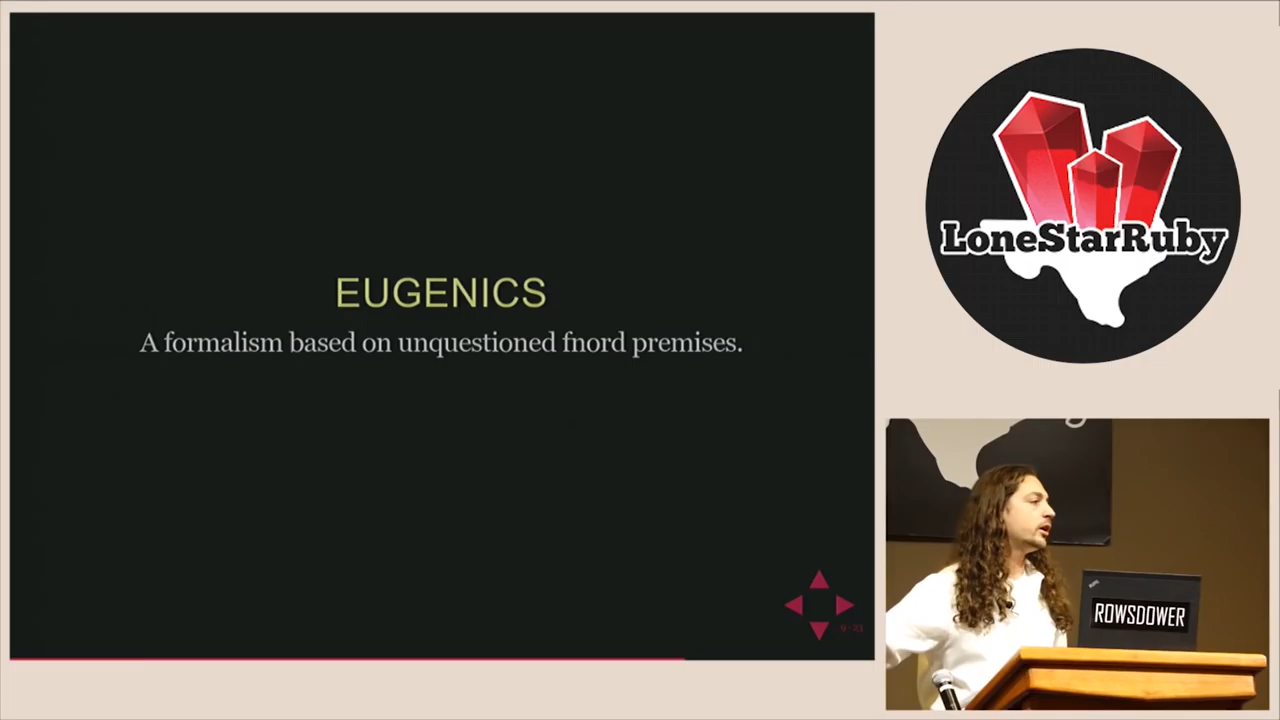 EUGENICS
A formalism based on unquestioned fnord premises.
LoneStarRuby
ROWSDOWER